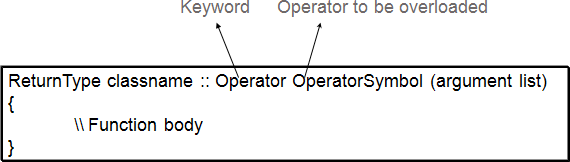 Keyword Operator to be overloaded
ReturnType classname :: Operator OperatorSymbol (argument list)
{
\\ Function body
}